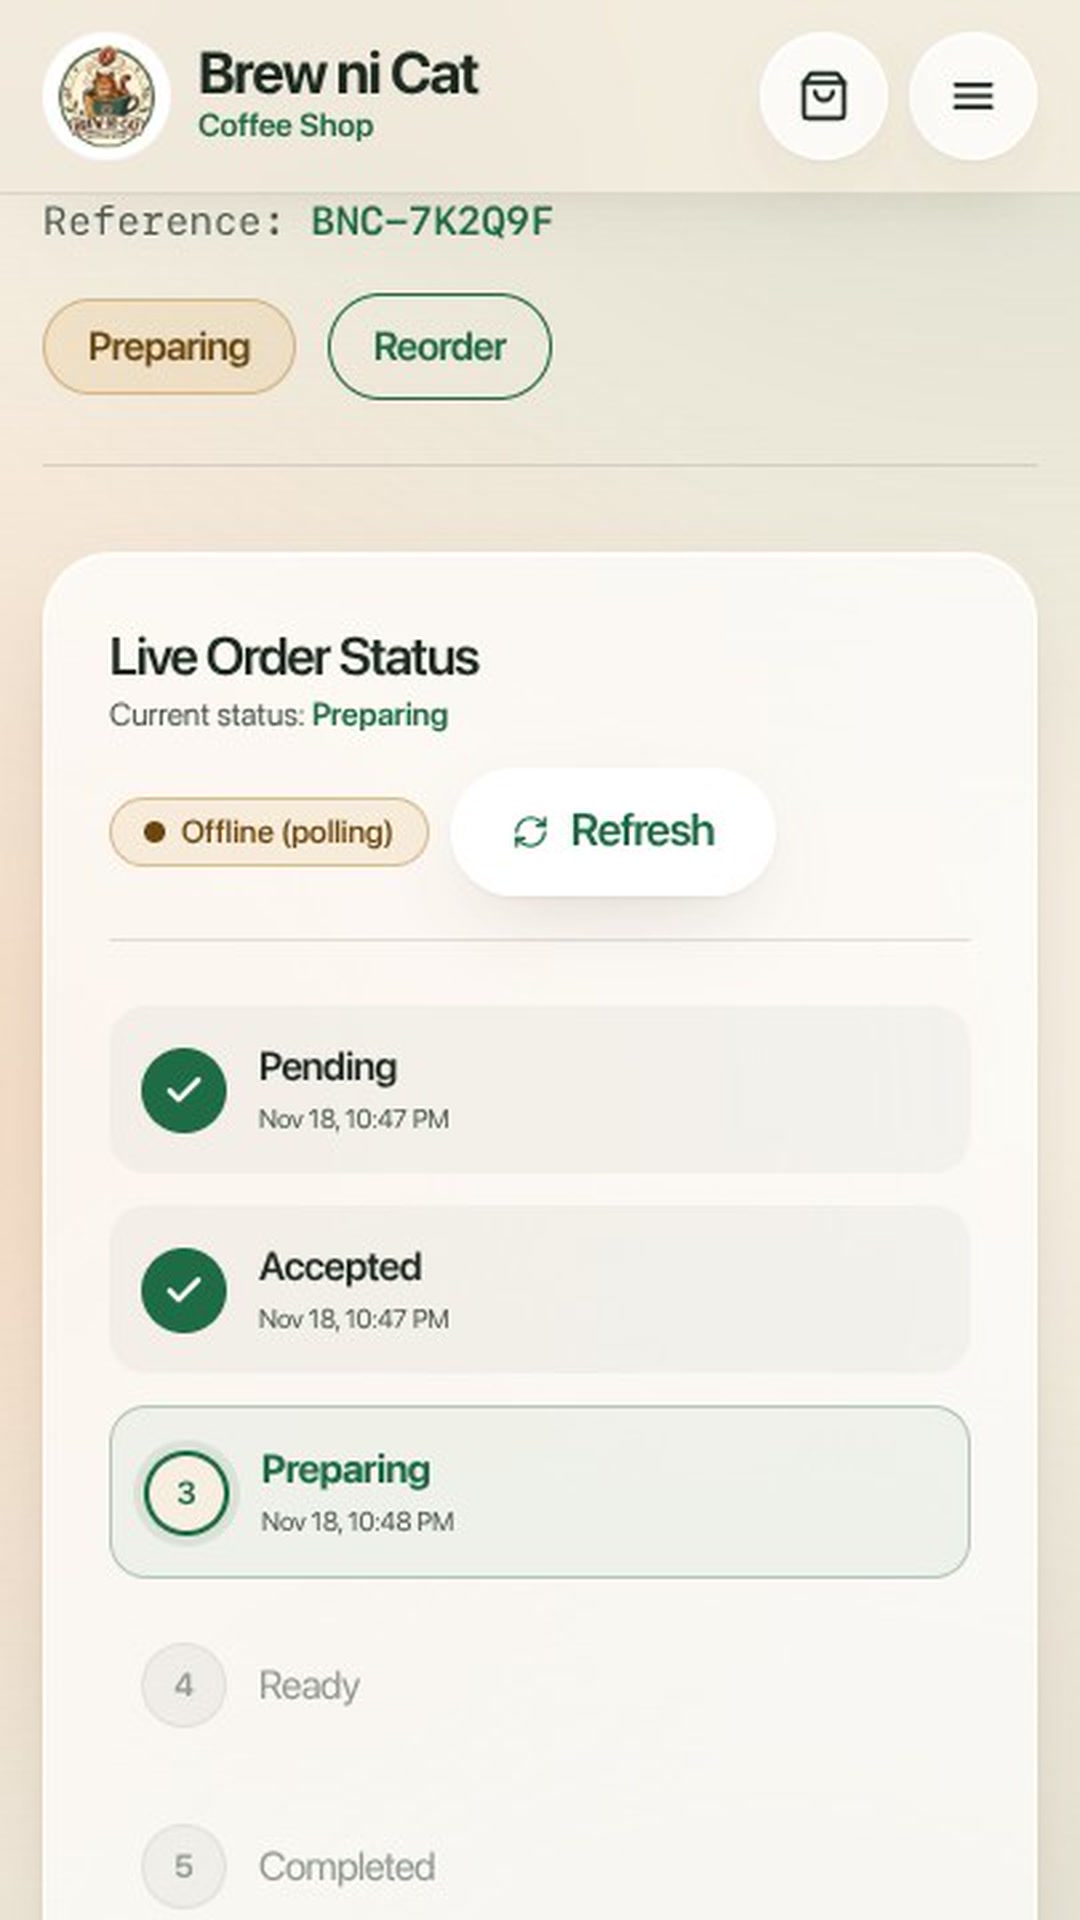 Brew ni Cat
Coffee Shop
Reference: BNC-7K2Q9F
Preparing
Reorder
Live Order Status
Current status: Preparing
Offline (polling)
Refresh
Pending
Nov 18, 10:47 PM
Accepted
Nov 18, 10:47 PM
3
Preparing
Nov 18, 10:48 PM
4
Ready
5
Completed